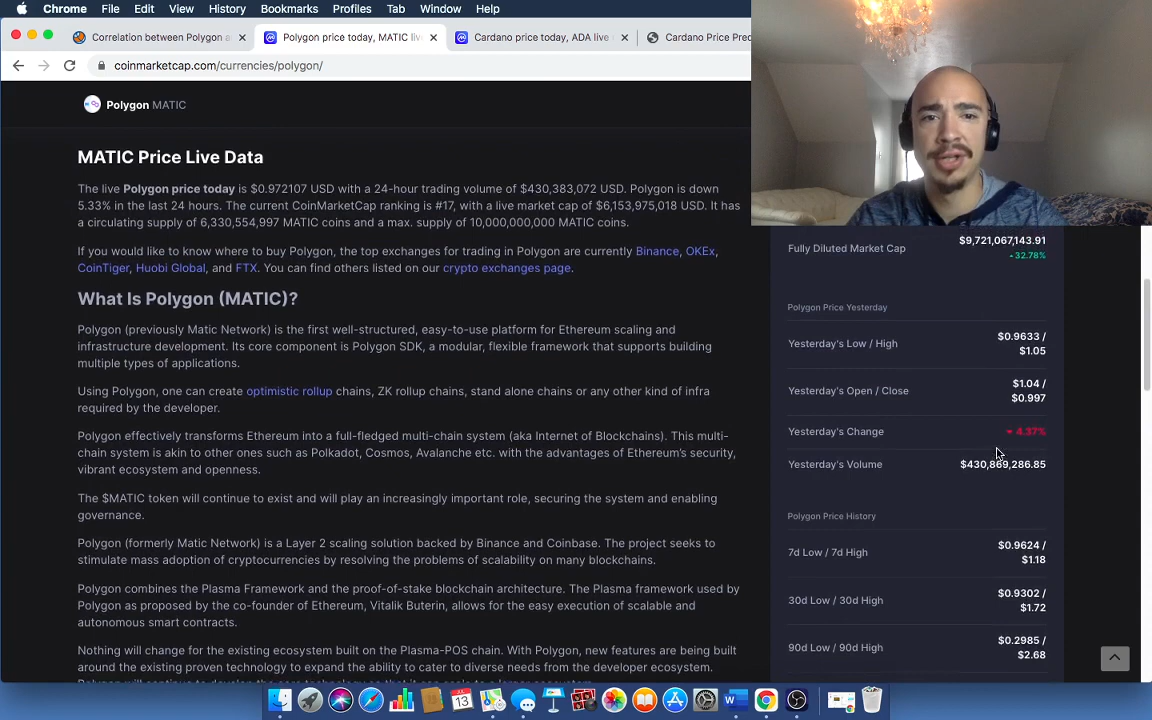 Chrome File Edit View History Bookmarks Profiles Tab Window Help
Correlation between Polygon a
Polygon price today, MATIC liv
Cardano price today, ADA live
Cardano Price Pred
coinmarketcap.com/currencies/polygon/
Polygon MATIC
MATIC Price Live Data
The live Polygon price today is $0.972107 USD with a 24-hour trading volume of $430,383,072 USD. Polygon is down
5.33% in the last 24 hours. The current CoinMarketCap ranking is #17, with a live market cap of $6,153,975,018 USD. It has
a circulating supply of 6,330,554,997 MATIC coins and a max. supply of 10,000,000,000 MATIC coins.
If you would like to know where to buy Polygon, the top exchanges for trading in Polygon are currently Binance, OKEx,
CoinTiger, Huobi Global, and FTX. You can find others listed on our crypto exchanges page.
What Is Polygon (MATIC)?
Polygon (previously Matic Network) is the first well-structured, easy-to-use platform for Ethereum scaling and
infrastructure development. Its core component is Polygon SDK, a modular, flexible framework that supports building
multiple types of applications.
Using Polygon, one can create optimistic rollup chains, ZK rollup chains, stand alone chains or any other kind of infra
required by the developer.
Polygon effectively transforms Ethereum into a full-fledged multi-chain system (aka Internet of Blockchains). This multi-
chain system is akin to other ones such as Polkadot, Cosmos, Avalanche etc. with the advantages of Ethereum's security,
vibrant ecosystem and openness.
The $MATIC token will continue to exist and will play an increasingly important role, securing the system and enabling
governance.
Polygon (formerly Matic Network) is a Layer 2 scaling solution backed by Binance and Coinbase. The project seeks to
stimulate mass adoption of cryptocurrencies by resolving the problems of scalability on many blockchains.
Polygon combines the Plasma Framework and the proof-of-stake blockchain architecture. The Plasma framework used by
Polygon as proposed by the co-founder of Ethereum, Vitalik Buterin, allows for the easy execution of scalable and
autonomous smart contracts.
Nothing will change for the existing ecosystem built on the Plasma-POS chain. With Polygon, new features are being built
around the existing proven technology to expand the ability to cater to diverse needs from the developer ecosystem.
Fully Diluted Market Cap
$9,721,067,143.91
32.78%
Polygon Price Yesterday
Yesterday's Low / High
$0.9633 /
$1.05
Yesterday's Open / Close
$1.04 /
$0.997
Yesterday's Change
4.37%
Yesterday's Volume
$430,869,286.85
Polygon Price History
7d Low / 7d High
$0.9624 /
$1.18
30d Low / 30d High
$0.9302 /
$1.72
90d Low / 90d High
$0.2985 /
$2.68
13